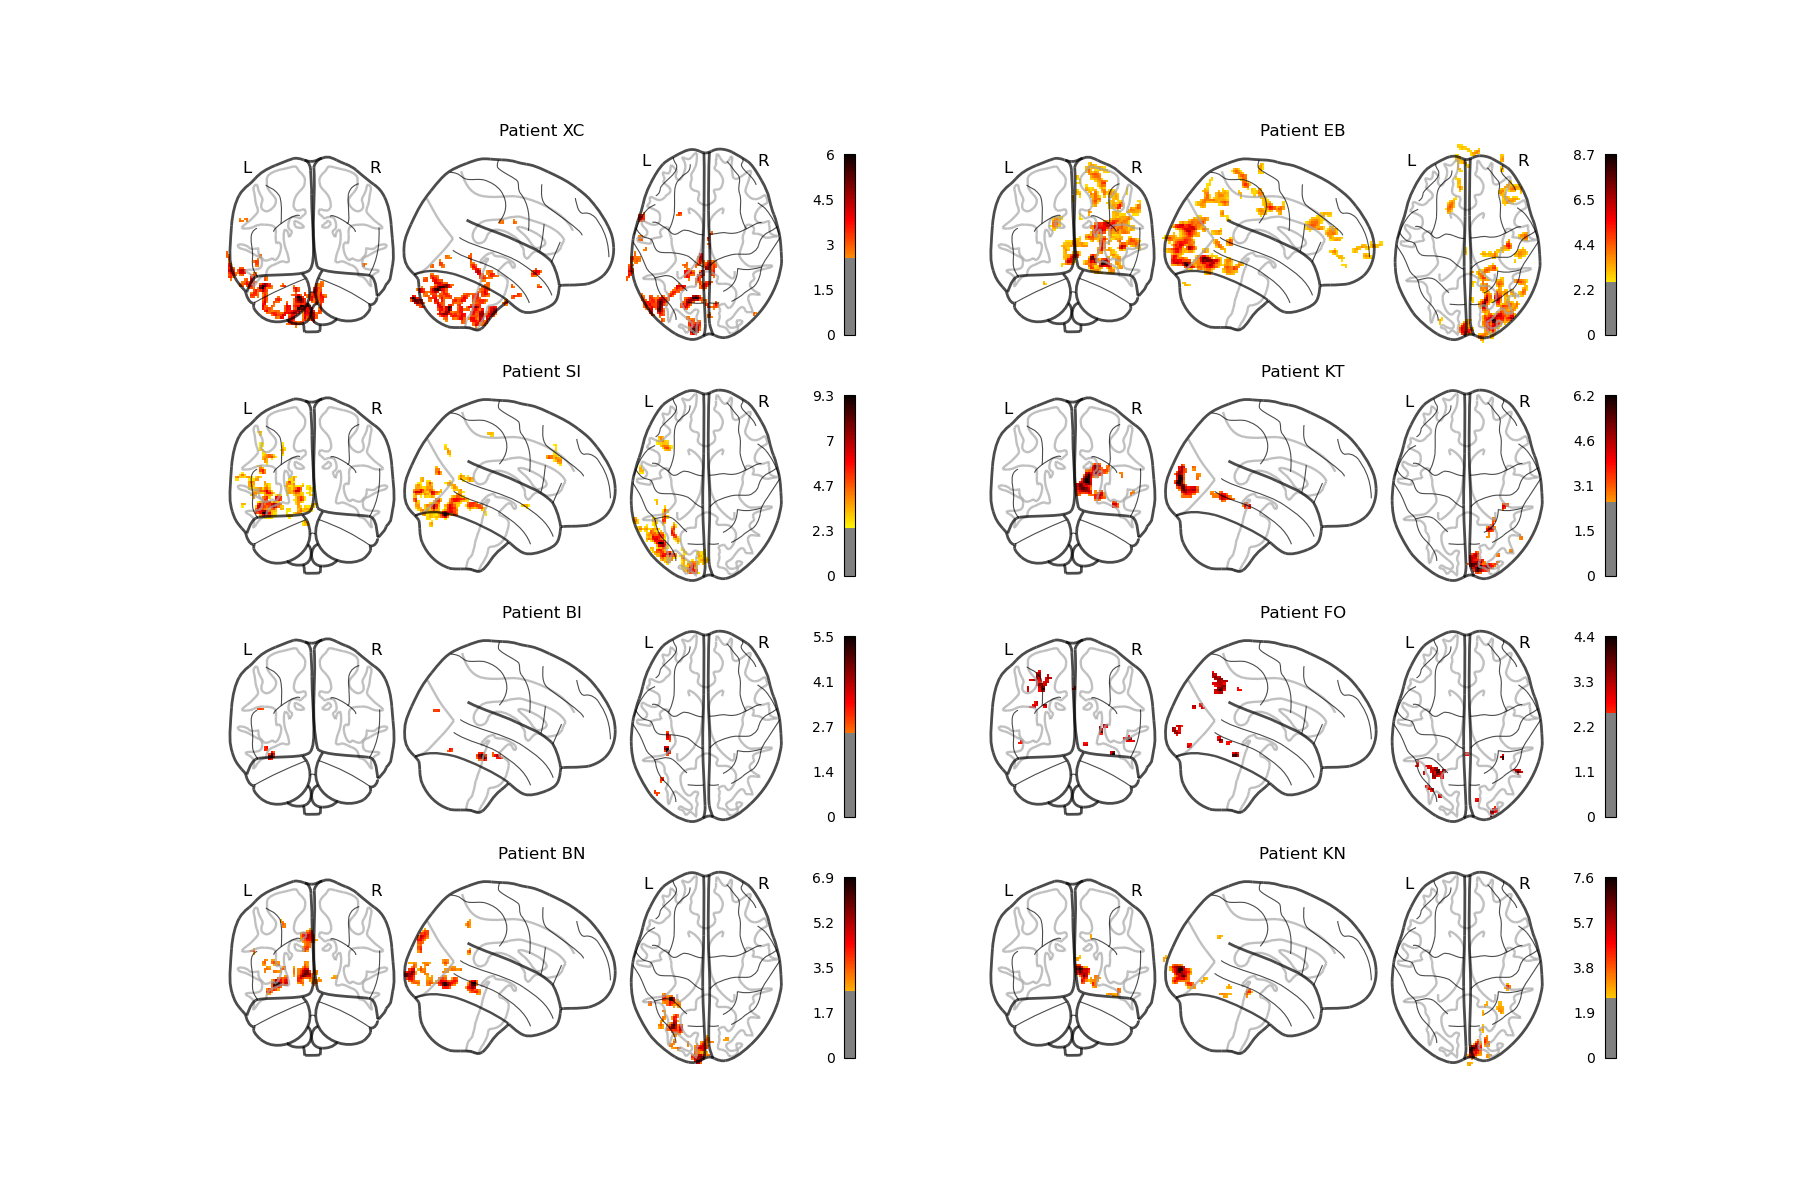 Patient XC
L R L R
6
4.5
3
1.5
0
Patient EB
L R L R
8.7
6.5
4.4
2.2
0
Patient SI
L R L R
9.3
7
4.7
2.3
0
Patient KT
L R L R
6.2
4.6
3.1
1.5
0
Patient BI
L R L R
5.5
4.1
2.7
1.4
0
Patient FO
L R L R
4.4
3.3
2.2
1.1
0
Patient BN
L R L R
6.9
5.2
3.5
1.7
0
Patient KN
L R L R
7.6
5.7
3.8
1.9
0